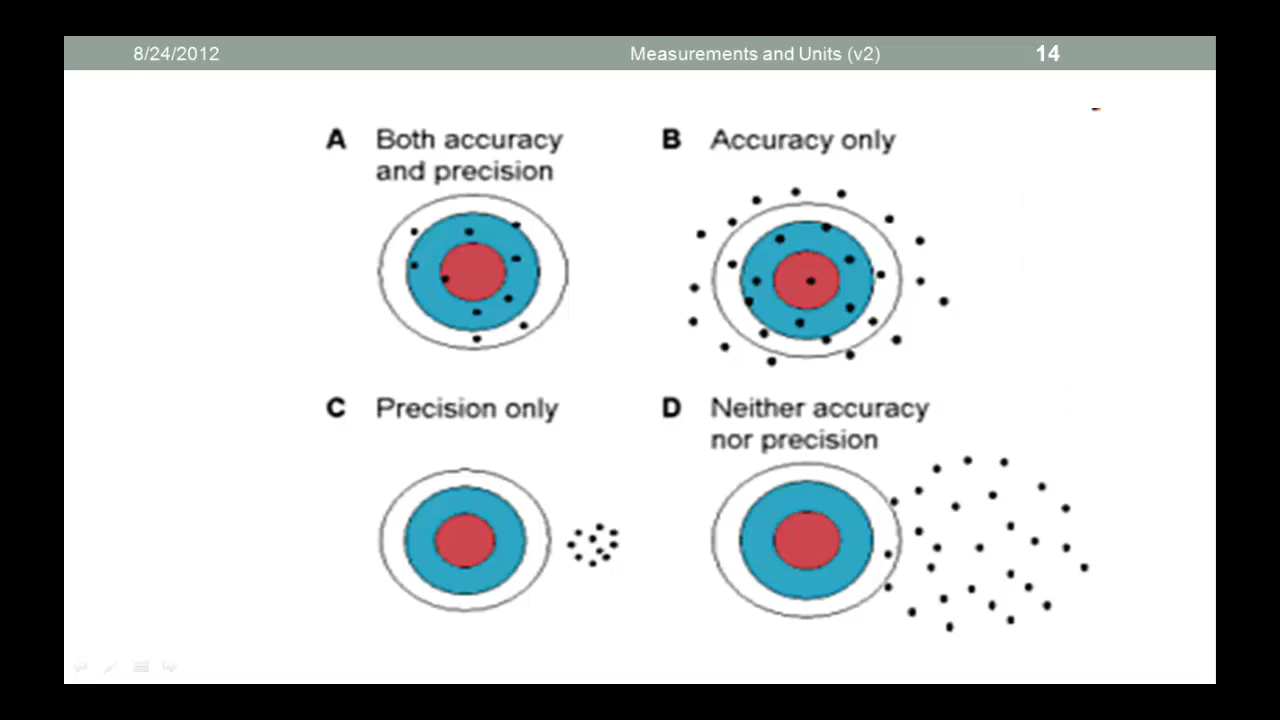 8/24/2012
Measurements and Units (v2)
14
A Both accuracy
and precision
B Accuracy only
C Precision only
D Neither accuracy
nor precision